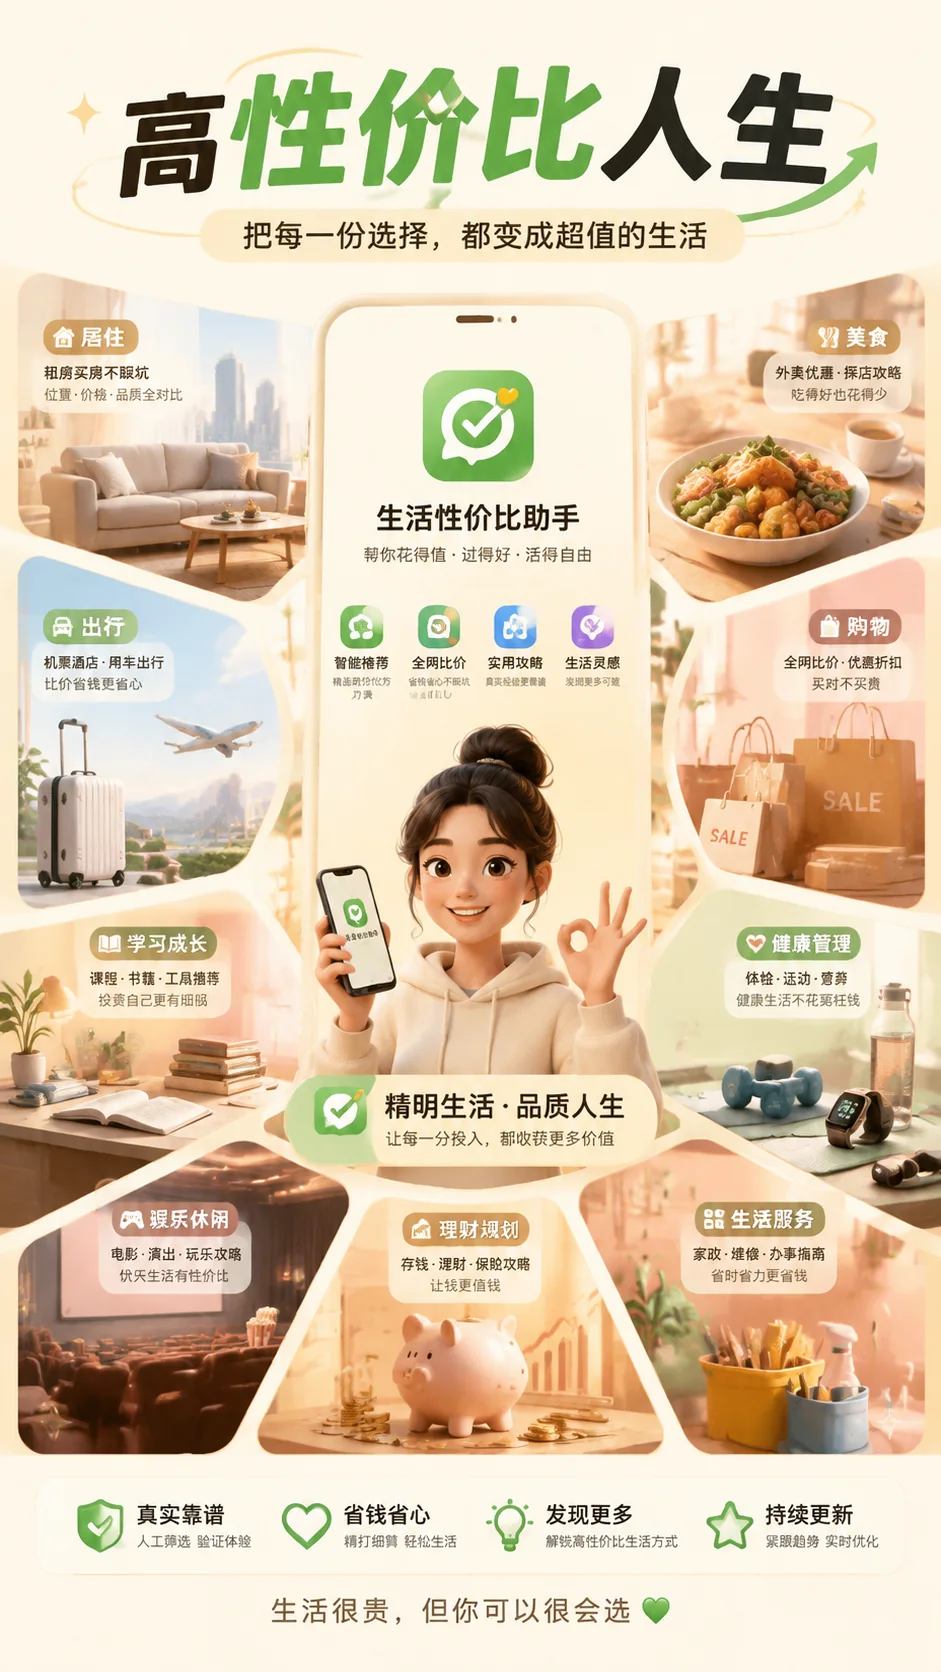 高性价比人生
把每一份选择，都变成超值的生活
居住
租房买房不踩坑
位置·价格·品质全对比
美食
外卖优惠·探店攻略
吃得好也花得少
生活性价比助手
帮你花得值·过得好·活得自由
智能推荐
全网比价
实用攻略
生活灵感
省钱省心不踩坑
发现更多可能
出行
机票酒店·用车出行
比价省钱更省心
购物
全网比价·优惠折扣
买对不买贵
SALE
SALE
学习成长
课程·书籍·工具推荐
投资自己更有回报
健康管理
体检·运动·营养
健康生活不花冤枉钱
精明生活·品质人生
让每一分投入，都收获更多价值
娱乐休闲
电影·演出·玩乐攻略
快乐生活有性价比
理财规划
存钱·理财·保险攻略
让钱更值钱
生活服务
家政·维修·办事指南
省时省力更省钱
真实靠谱
人工筛选 验证体验
省钱省心
精打细算 轻松生活
发现更多
解锁高性价比生活方式
持续更新
紧跟趋势 实时优化
生活很贵，但你可以很会选